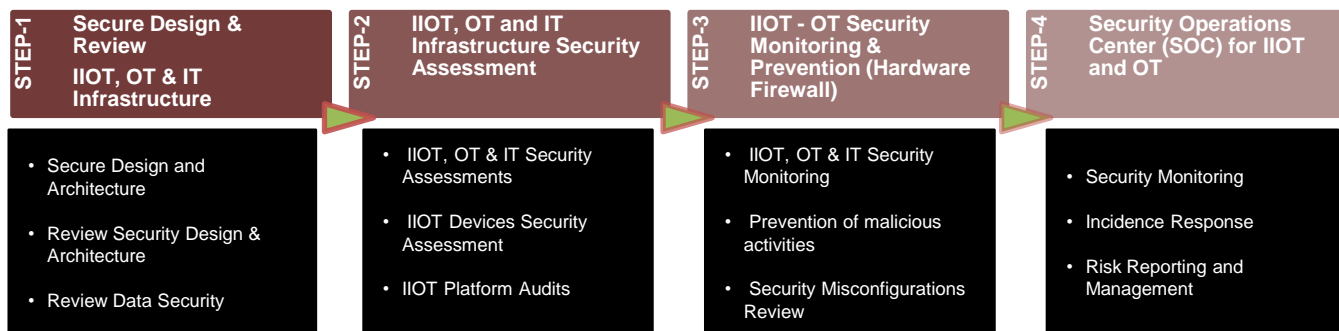 STEP-1
Secure Design &
Review
IIOT, OT & IT
Infrastructure
• Secure Design and
Architecture
• Review Security Design &
Architecture
• Review Data Security
STEP-2
IIOT, OT and IT
Infrastructure Security
Assessment
• IIOT, OT & IT Security
Assessments
• IIOT Devices Security
Assessment
• IIOT Platform Audits
STEP-3
IIOT - OT Security
Monitoring &
Prevention (Hardware
Firewall)
• IIOT, OT & IT Security
Monitoring
• Prevention of malicious
activities
• Security Misconfigurations
Review
STEP-4
Security Operations
Center (SOC) for IIOT
and OT
• Security Monitoring
• Incidence Response
• Risk Reporting and
Management